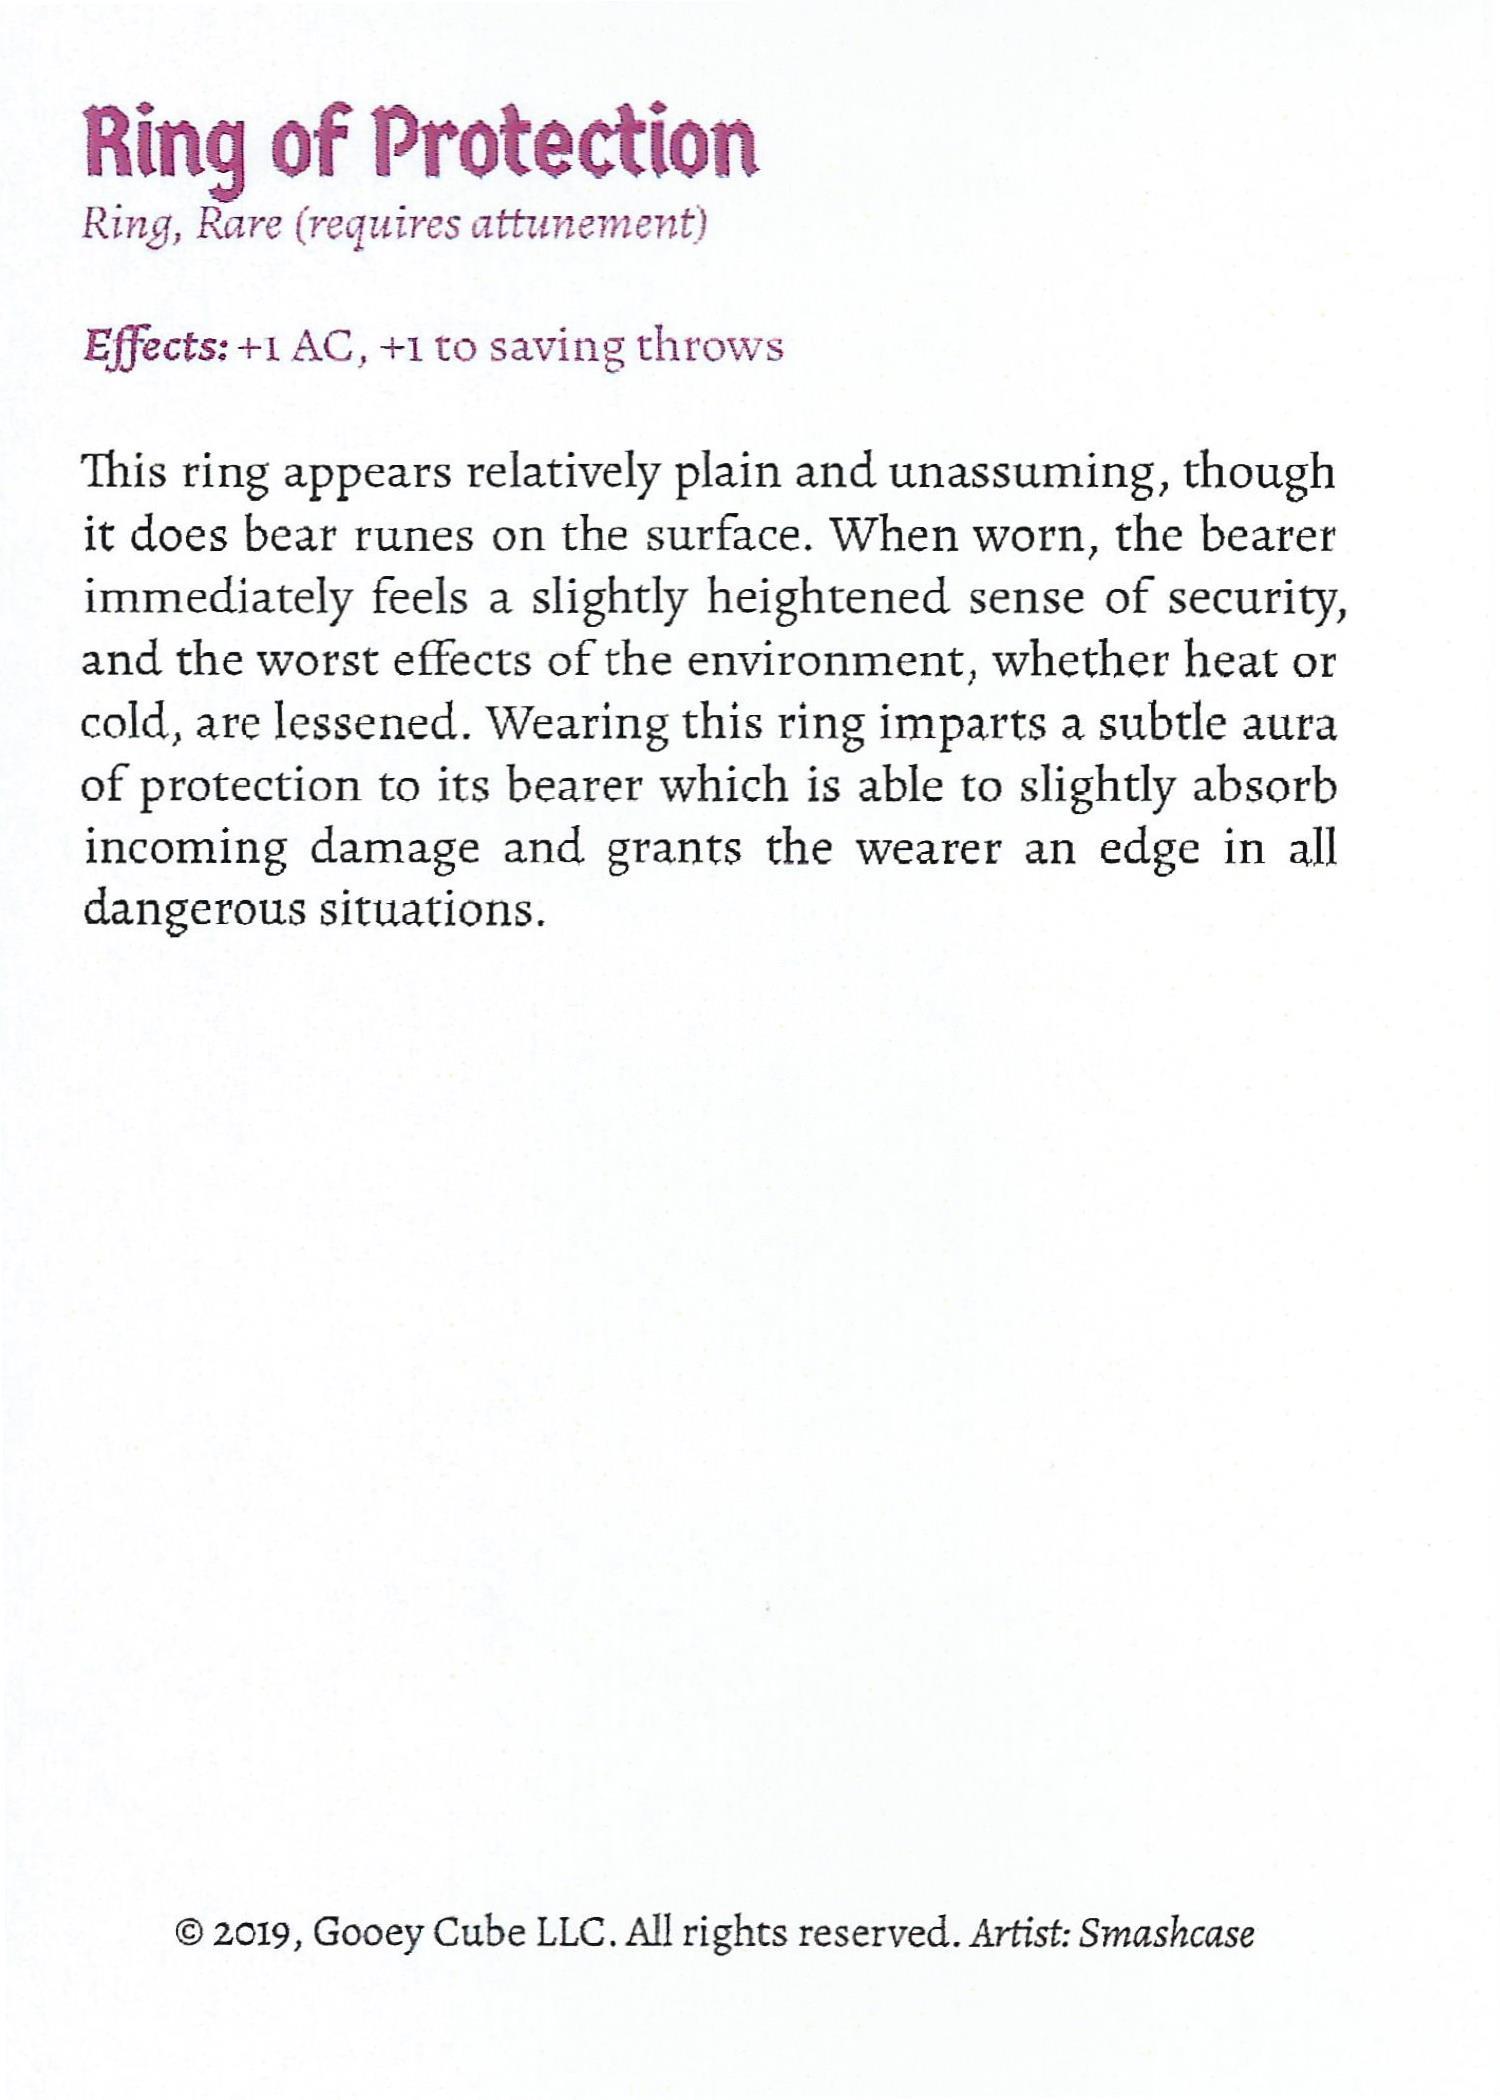 Ring of Protection
Ring, Rare (requires attunement)
Effects: +1 AC, +1 to saving throws
This ring appears relatively plain and unassuming, though
it does bear runes on the surface. When worn, the bearer
immediately feels a slightly heightened sense of security,
and the worst effects of the environment, whether heat or
cold, are lessened. Wearing this ring imparts a subtle aura
of protection to its bearer which is able to slightly absorb
incoming damage and grants the wearer an edge in all
dangerous situations.
© 2019, Gooey Cube LLC. All rights reserved. Artist: Smashcase